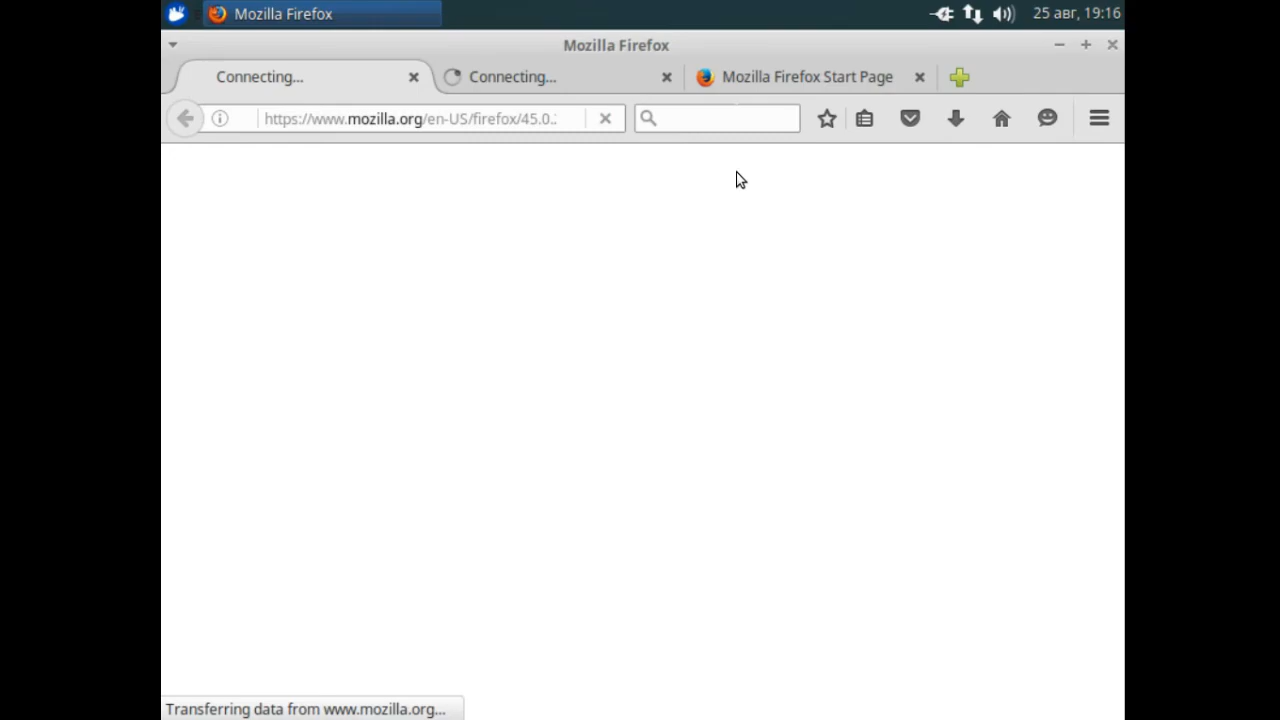 Mozilla Firefox
25 авг, 19:16
Mozilla Firefox
Connecting...
Connecting...
Mozilla Firefox Start Page
https://www.mozilla.org/en-US/firefox/45.0.
Transferring data from www.mozilla.org...